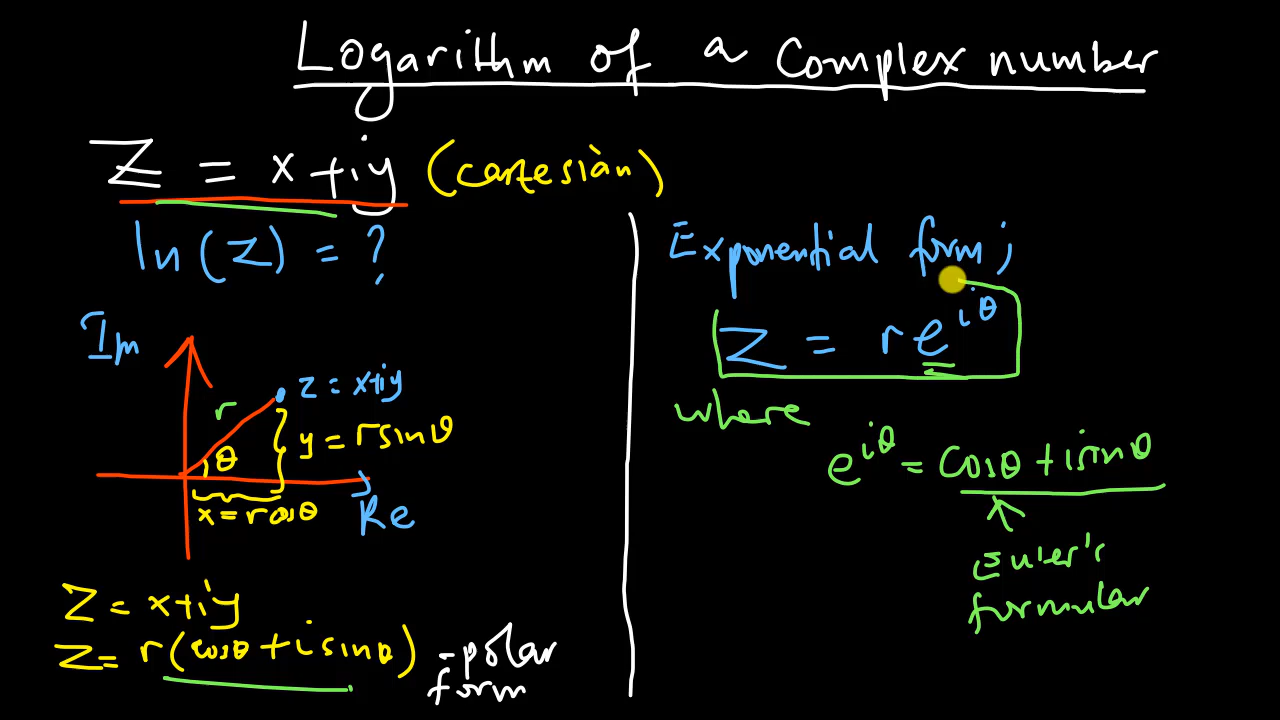 Logarithm of a Complex number
Z = x+iy (cartesian)
ln(Z) = ?
Im
r
θ
z = x+iy
y = rsinθ
x = rcosθ
Re
Z = x+iy
Z = r(cosθ + i sinθ) - polar
form
Exponential form;
Z = re^{iθ}
where
e^{iθ} = cosθ + isinθ
Euler's
formular